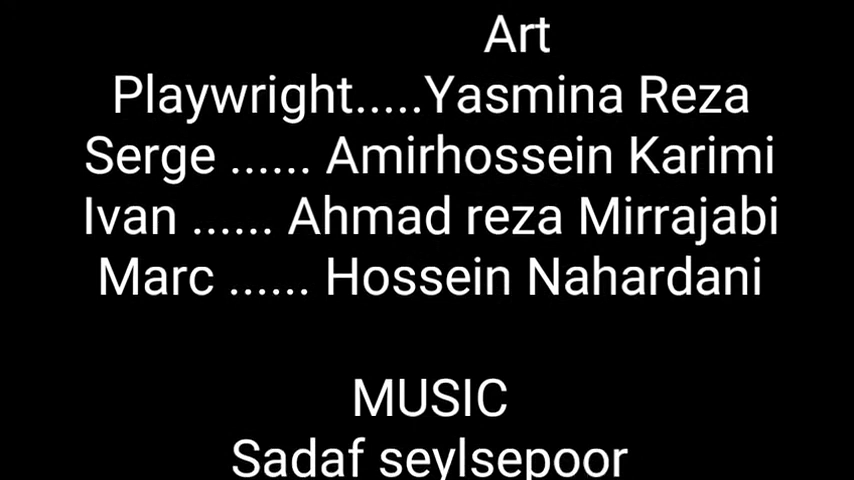 Art
Playwright.....Yasmina Reza
Serge ...... Amirhossein Karimi
Ivan ...... Ahmad reza Mirrajabi
Marc ...... Hossein Nahardani
MUSIC
Sadaf seylsepoor